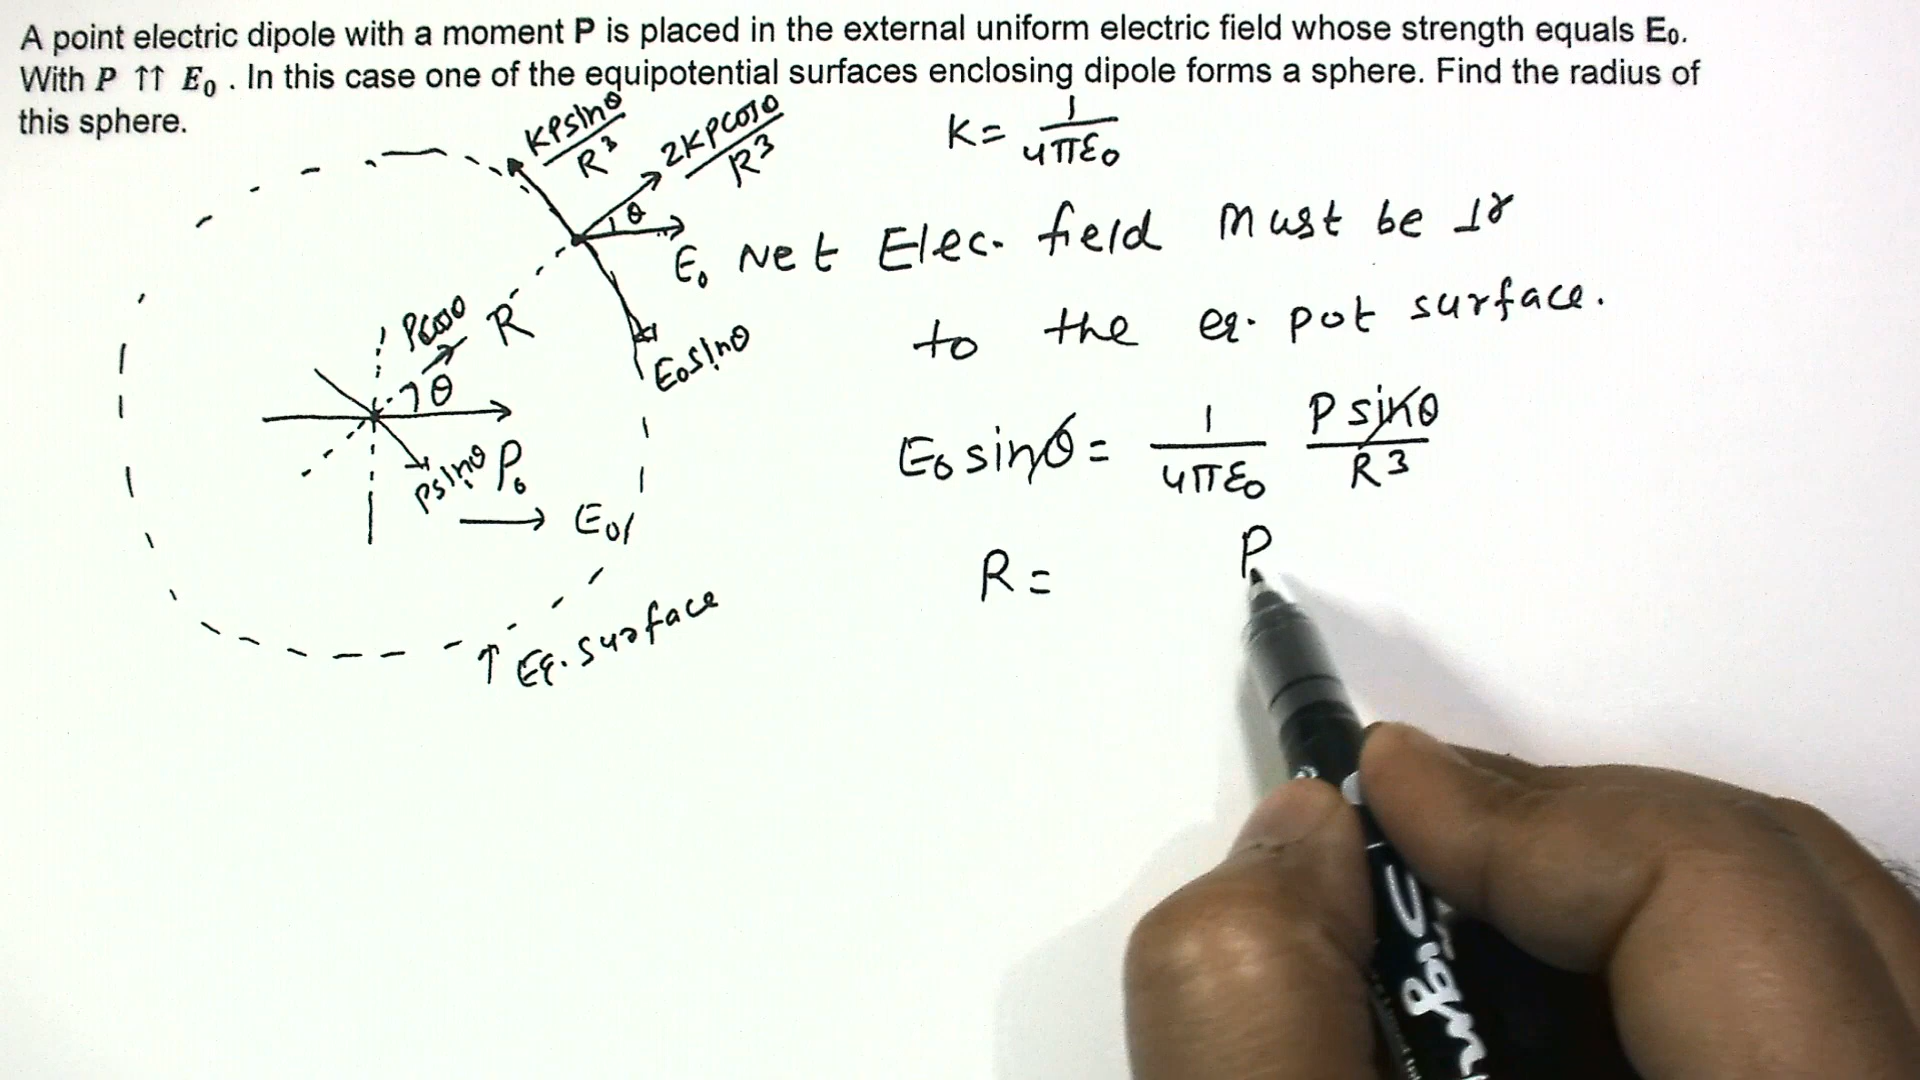 A point electric dipole with a moment P is placed in the external uniform electric field whose strength equals E₀.
With P ↑↑ E₀ . In this case one of the equipotential surfaces enclosing dipole forms a sphere. Find the radius of
this sphere.
KPsinθ / R³
2KPcosθ / R³
K = 1 / 4πε₀
θ
E₀
Net Elec. field must be ⊥r
to the eq. pot surface.
Pcosθ
R
E₀sinθ
θ
Psinθ
P₀
E₀
E₀ sinθ = 1 / 4πε₀ P sinθ / R³
R = P
↑ Eq. surface